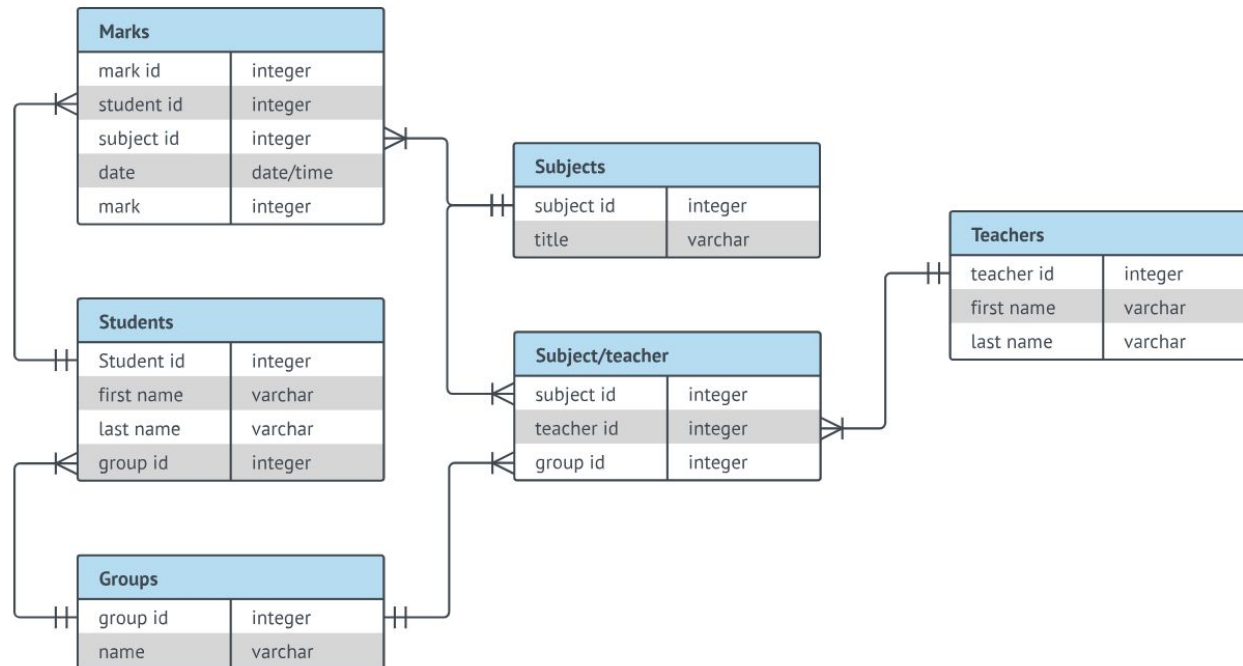 Marks
mark id integer
student id integer
subject id integer
date date/time
mark integer
Students
Student id integer
first name varchar
last name varchar
group id integer
Groups
group id integer
name varchar
Subjects
subject id integer
title varchar
Subject/teacher
subject id integer
teacher id integer
group id integer
Teachers
teacher id integer
first name varchar
last name varchar